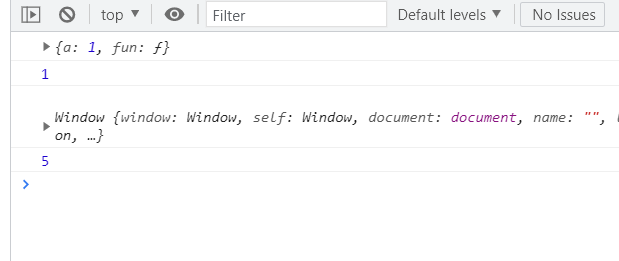 top ▼ Filter Default levels ▼ No Issues
▶ {a: 1, fun: ƒ}
1
Window {window: Window, self: Window, document: document, name: "",
▶ on, …}
5
>